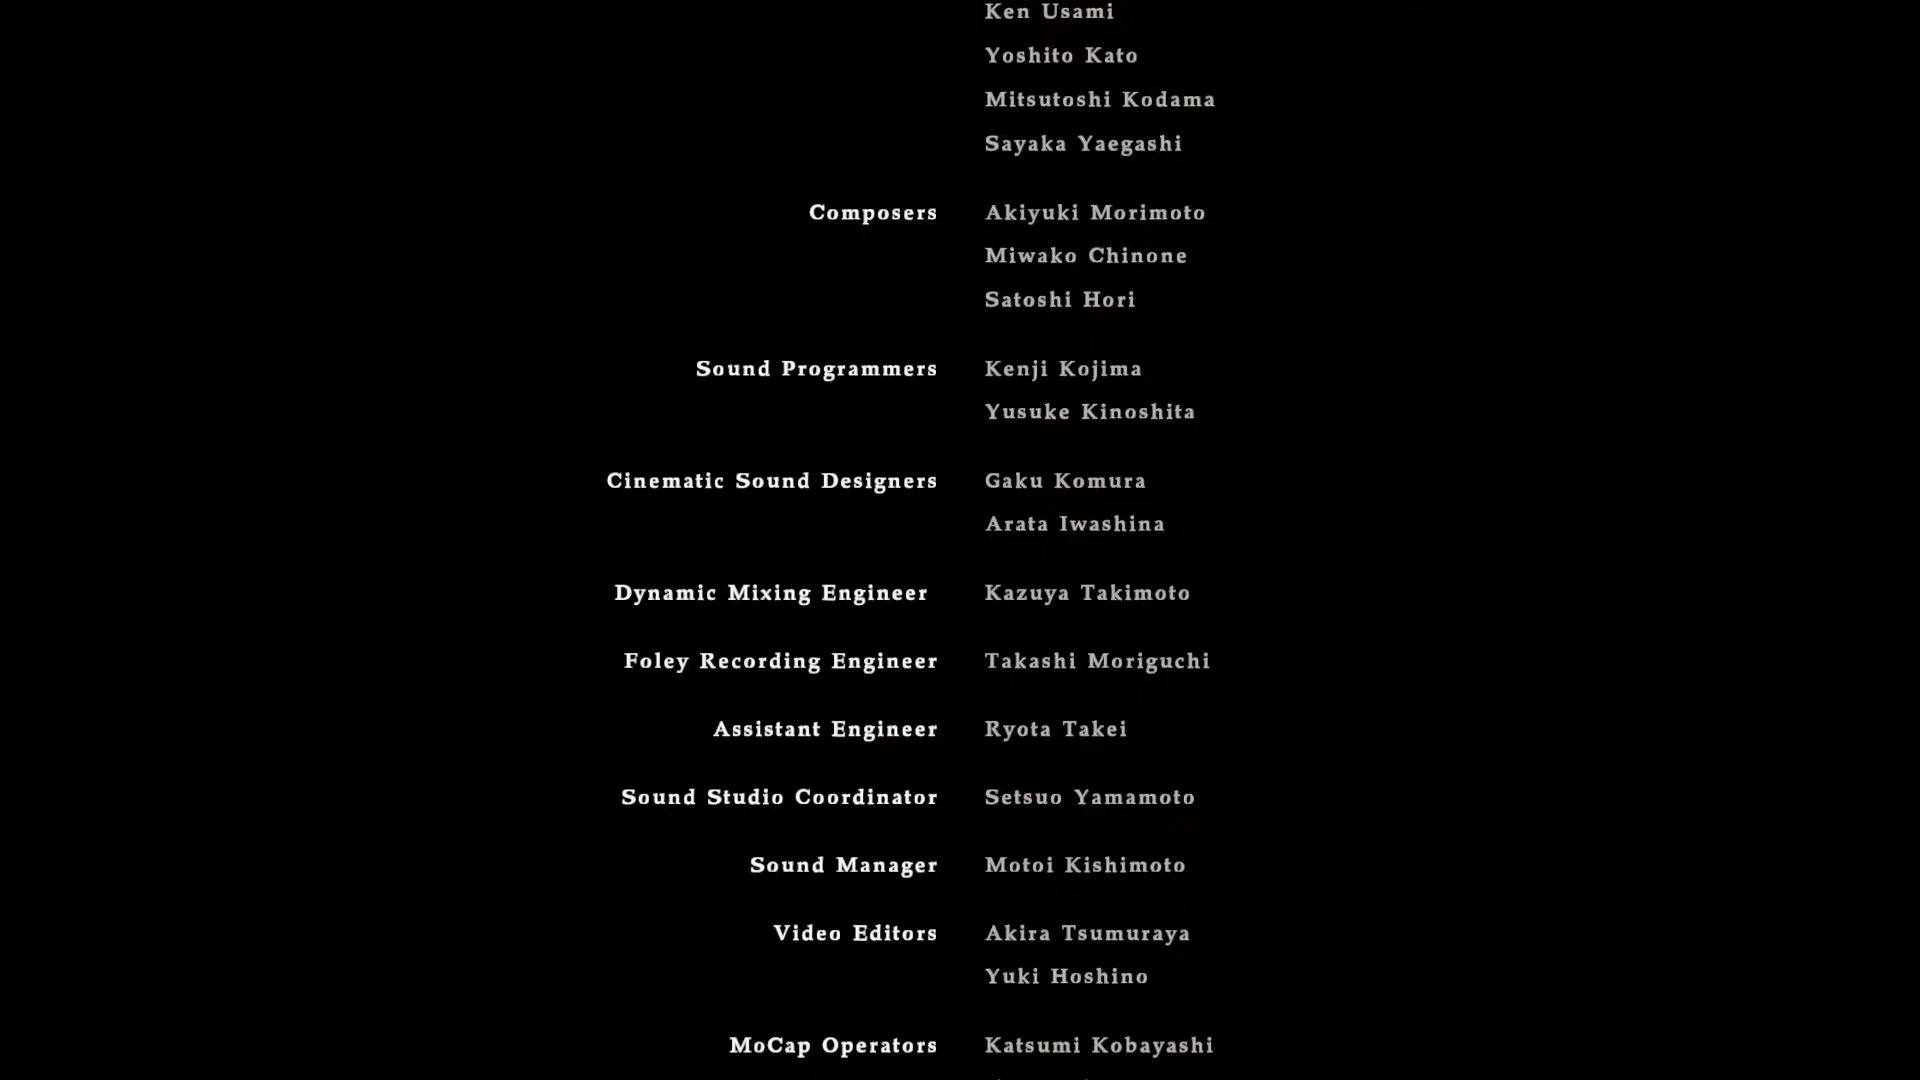 Ken Usami
Yoshito Kato
Mitsutoshi Kodama
Sayaka Yaegashi
Composers Akiyuki Morimoto
Miwako Chinone
Satoshi Hori
Sound Programmers Kenji Kojima
Yusuke Kinoshita
Cinematic Sound Designers Gaku Komura
Arata Iwashina
Dynamic Mixing Engineer Kazuya Takimoto
Foley Recording Engineer Takashi Moriguchi
Assistant Engineer Ryota Takei
Sound Studio Coordinator Setsuo Yamamoto
Sound Manager Motoi Kishimoto
Video Editors Akira Tsumuraya
Yuki Hoshino
MoCap Operators Katsumi Kobayashi